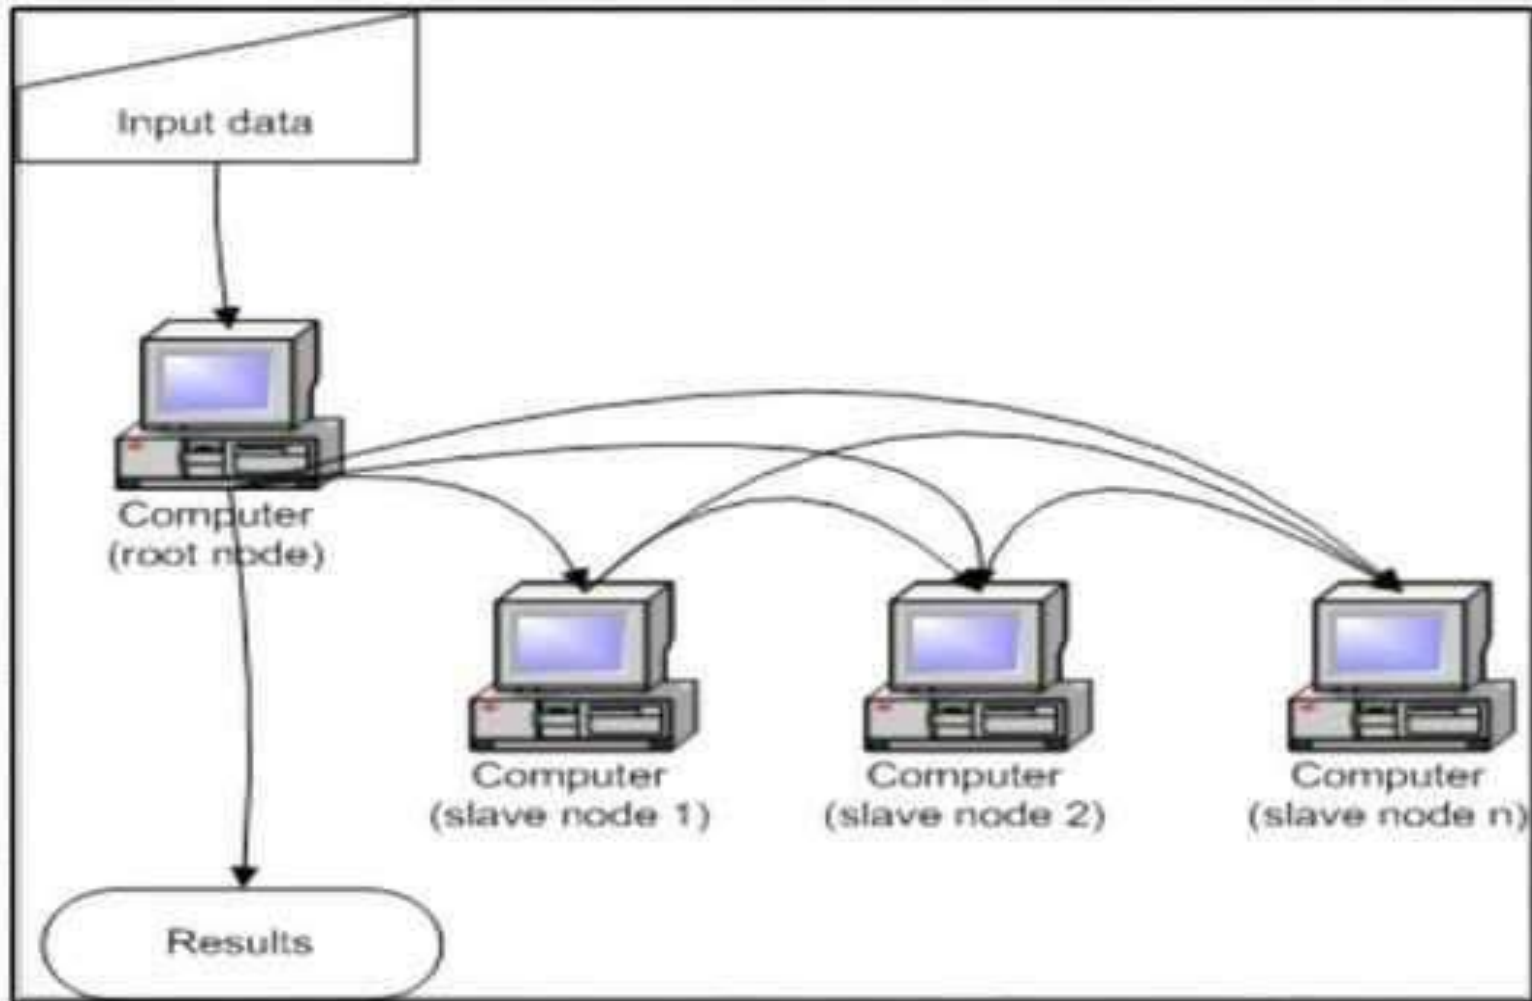 Input data
Computer
(root node)
Computer
(slave node 1)
Computer
(slave node 2)
Computer
(slave node n)
Results